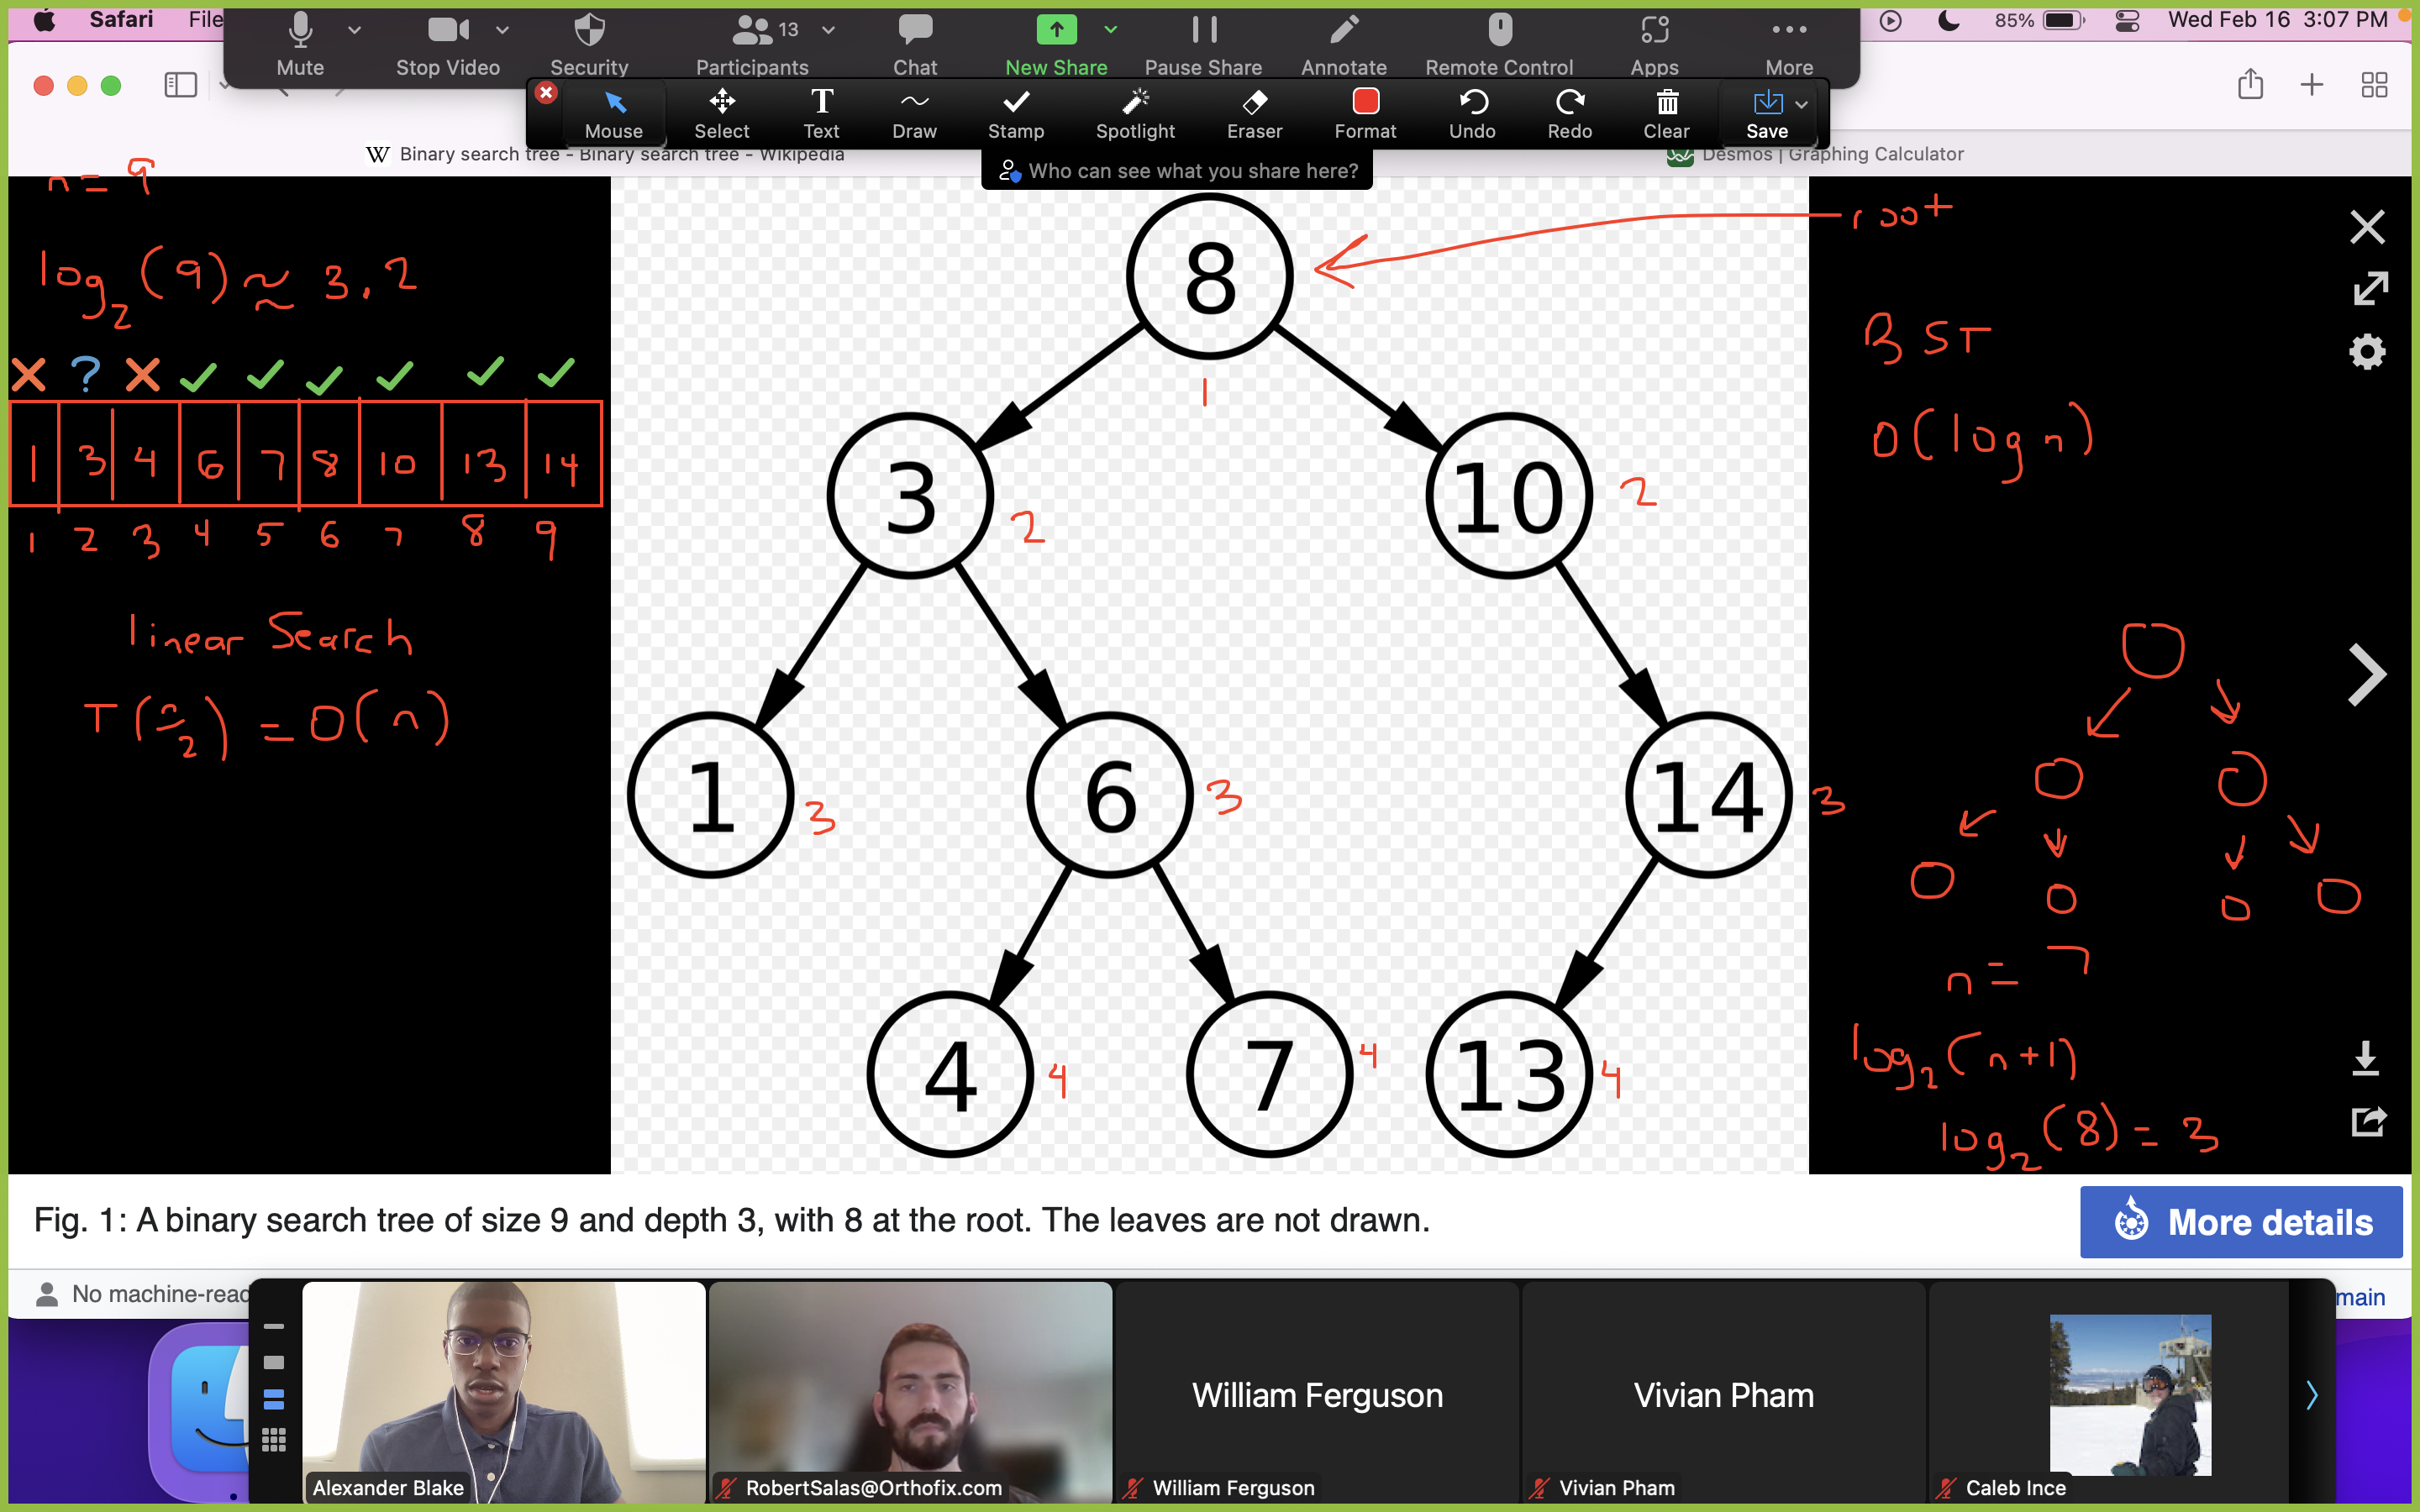 Safari File
85% Wed Feb 16 3:07 PM
Mute Stop Video Security Participants 13 Chat New Share Pause Share Annotate Remote Control Apps More
Mouse Select Text Draw Stamp Spotlight Eraser Format Undo Redo Clear Save
W Binary search tree - Binary search tree - Wikipedia
Desmos | Graphing Calculator
Who can see what you share here?
n = 9
log2(9) ≈ 3.2
?
1 3 4 6 7 8 10 13 14
1 2 3 4 5 6 7 8 9
linear Search
T(n/2) = O(n)
8
1
3
2
10
2
1
3
6
3
14
3
4
4
7
4
13
4
root
BST
O(log n)
n = 7
log2(n+1)
log2(8) = 3
Fig. 1: A binary search tree of size 9 and depth 3, with 8 at the root. The leaves are not drawn.
More details
No machine-read
main
William Ferguson
Vivian Pham
Alexander Blake
RobertSalas@Orthofix.com
William Ferguson
Vivian Pham
Caleb Ince